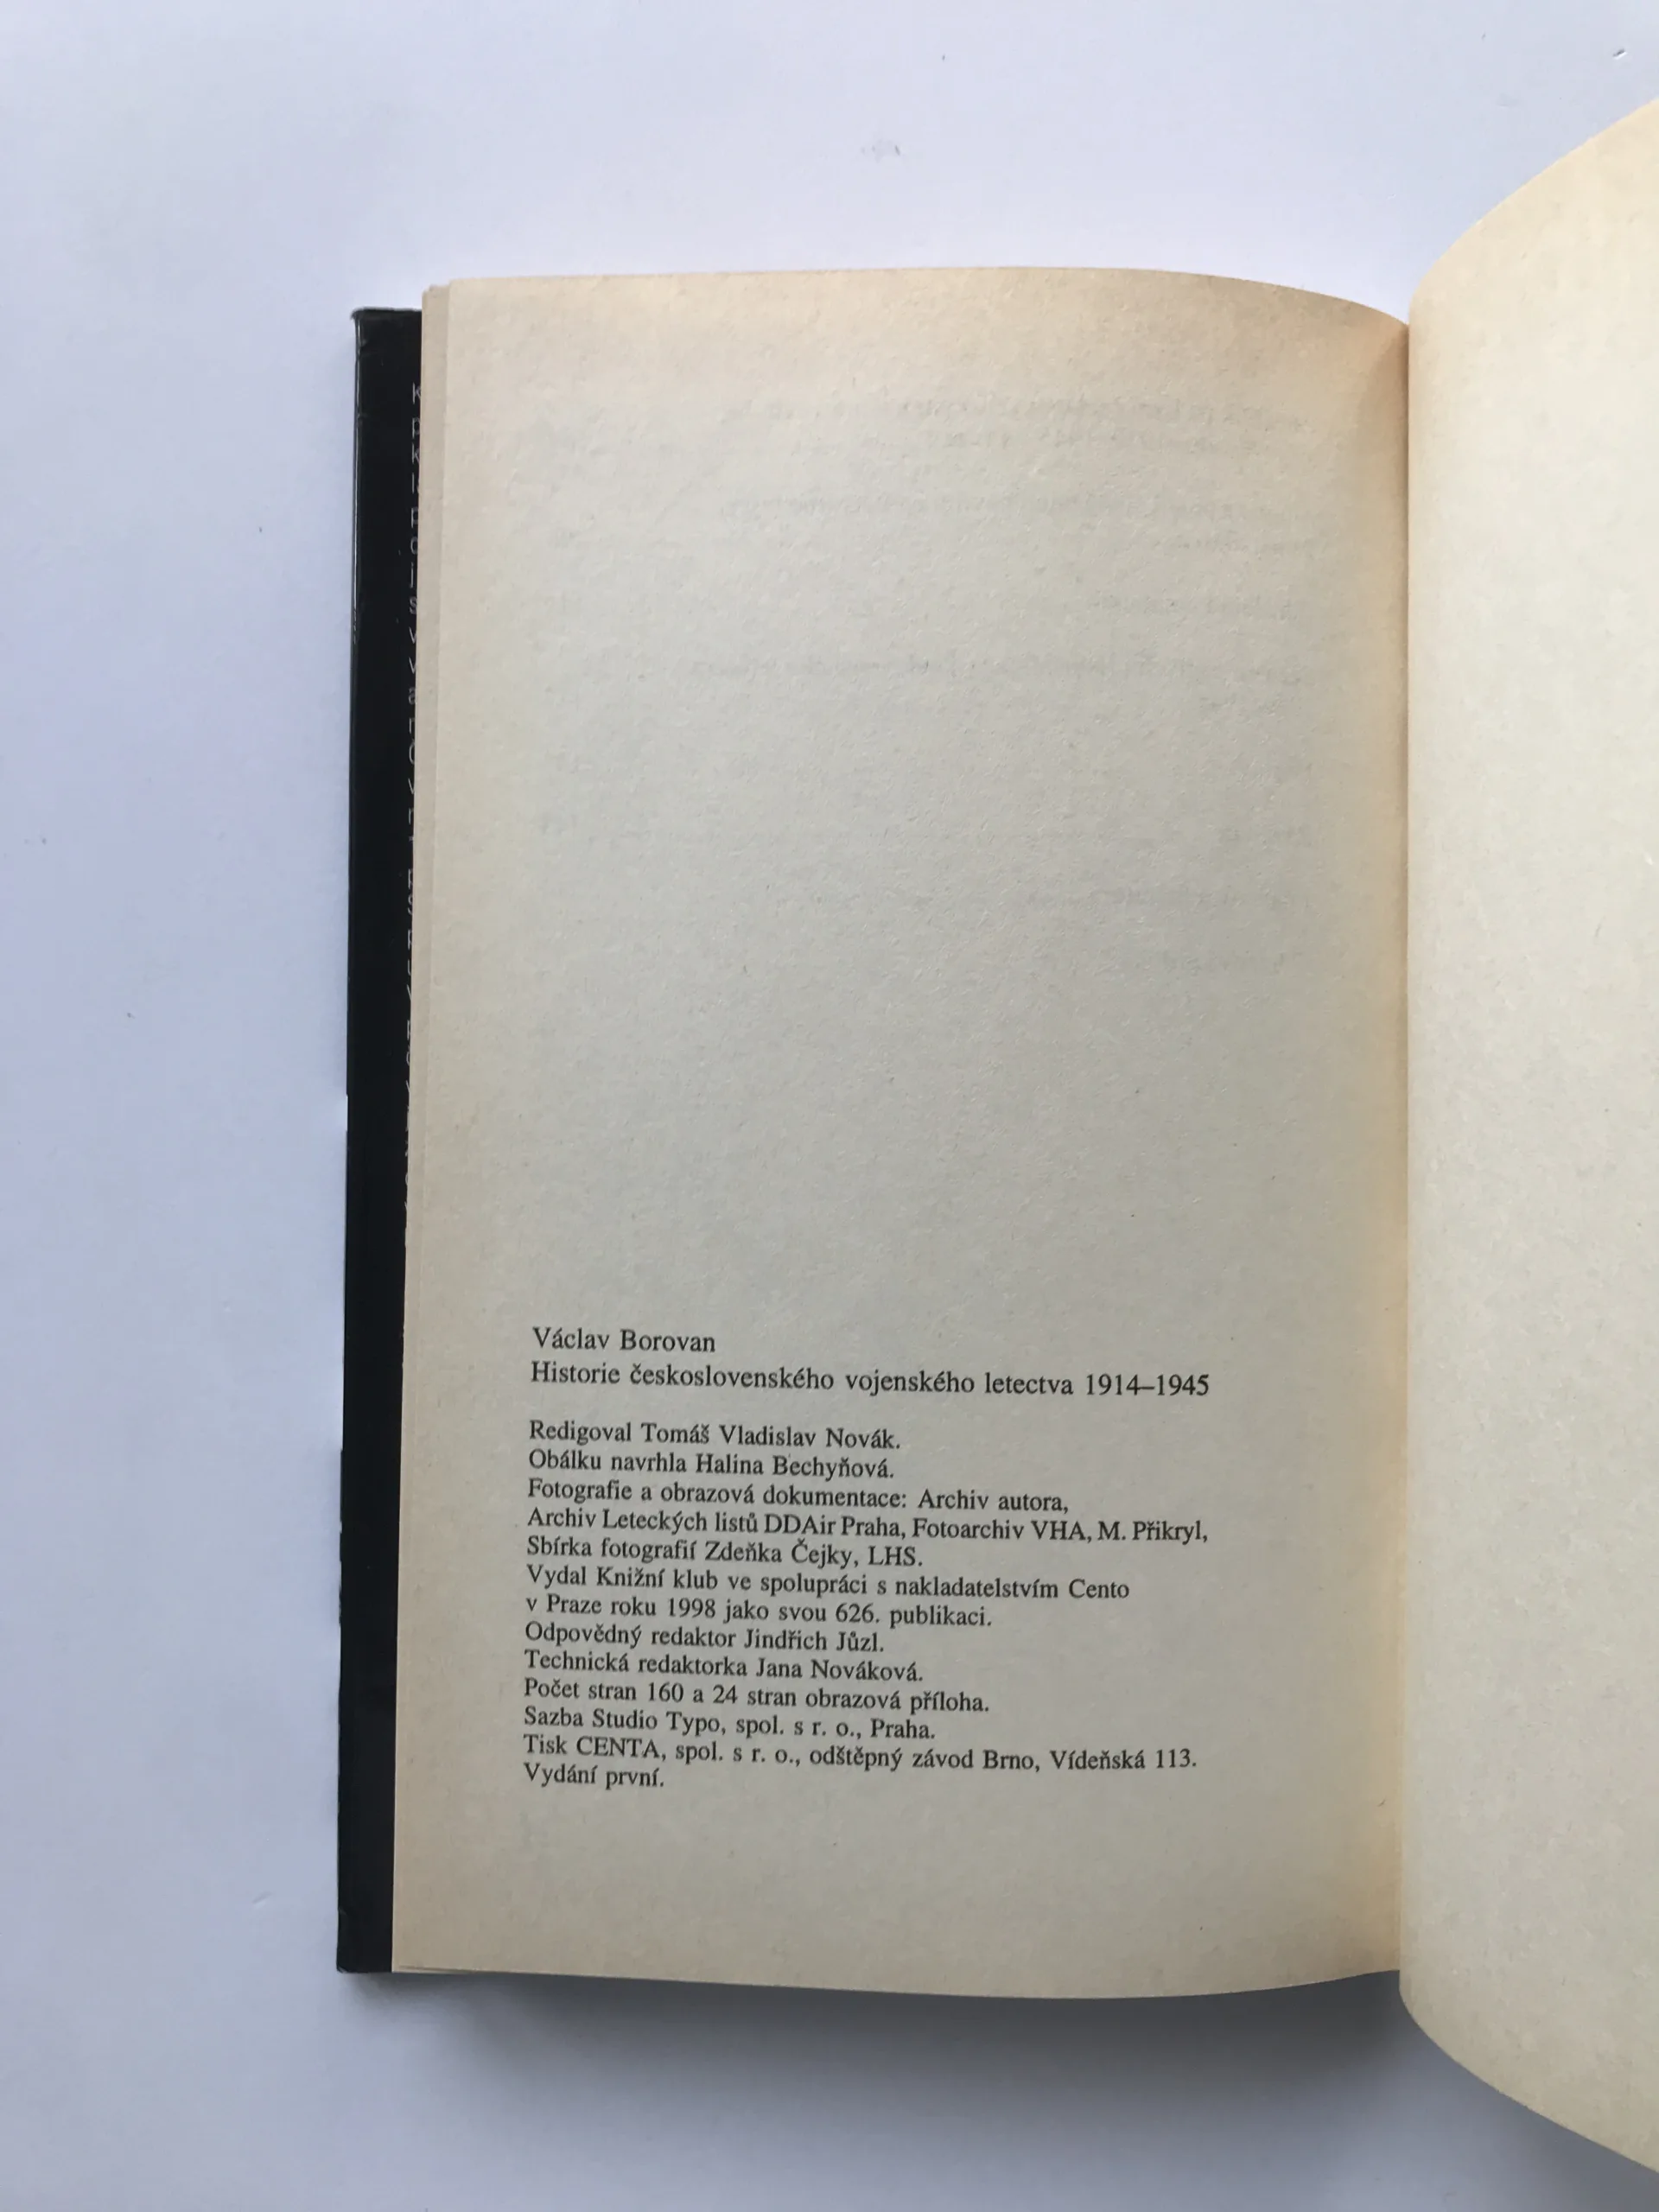 Václav Borovan
Historie československého vojenského letectva 1914–1945
Redigoval Tomáš Vladislav Novák.
Obálku navrhla Halina Bechyňová.
Fotografie a obrazová dokumentace: Archiv autora,
Archiv Leteckých listů DDAir Praha, Fotoarchiv VHA, M. Přikryl,
Sbírka fotografií Zdeňka Čejky, LHS.
Vydal Knižní klub ve spolupráci s nakladatelstvím Cento
v Praze roku 1998 jako svou 626. publikaci.
Odpovědný redaktor Jindřich Jůzl.
Technická redaktorka Jana Nováková.
Počet stran 160 a 24 stran obrazová příloha.
Sazba Studio Typo, spol. s r. o., Praha.
Tisk CENTA, spol. s r. o., odštěpný závod Brno, Vídeňská 113.
Vydání první.